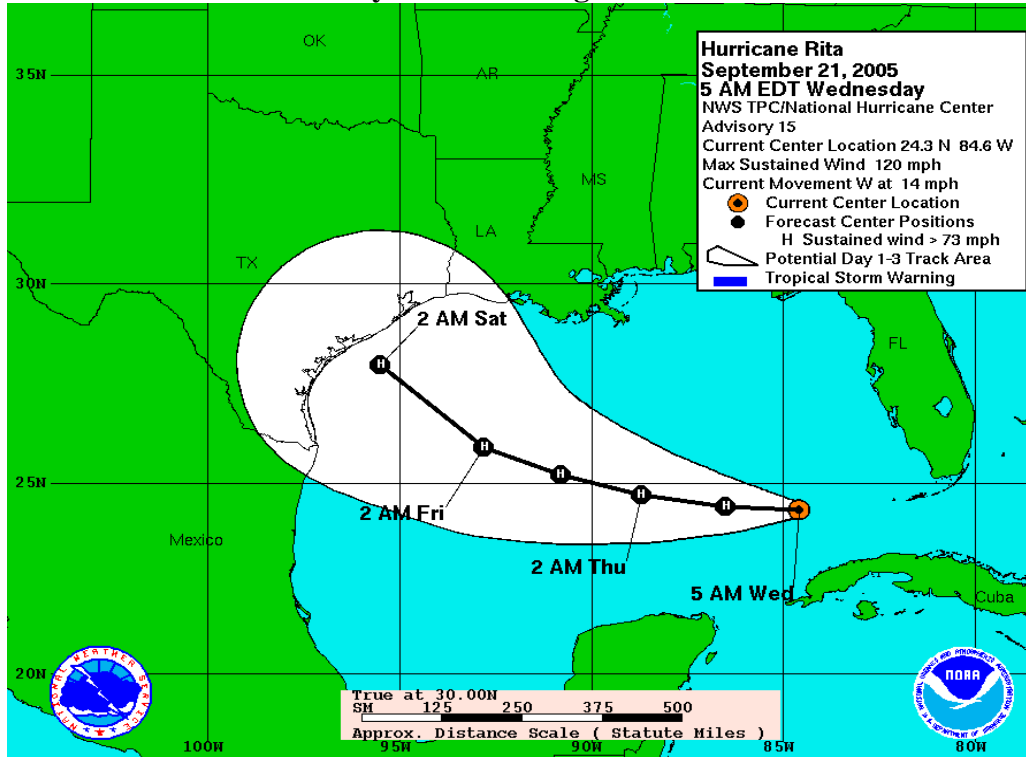 OK
AR
MS
LA
TX
FL
Mexico
Cuba
35N
30N
25N
20N
100W
95W
90W
85W
80W
Hurricane Rita
September 21, 2005
5 AM EDT Wednesday
NWS TPC/National Hurricane Center
Advisory 15
Current Center Location 24.3 N 84.6 W
Max Sustained Wind 120 mph
Current Movement W at 14 mph
Current Center Location
Forecast Center Positions
H Sustained wind > 73 mph
Potential Day 1-3 Track Area
Tropical Storm Warning
2 AM Sat
H
H
H
H
H
2 AM Fri
2 AM Thu
5 AM Wed
True at 30.00N
SM 125 250 375 500
Approx. Distance Scale ( Statute Miles )
NATIONAL WEATHER SERVICE
NOAA